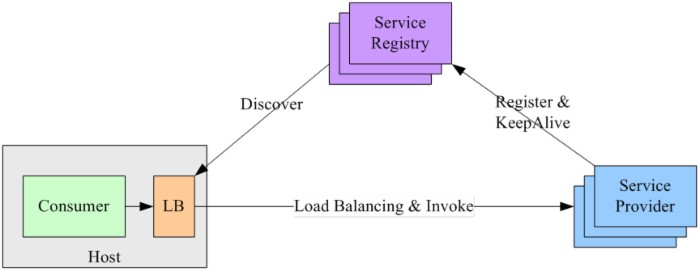 Service
Registry
Discover
Register &
KeepAlive
Consumer
LB
Load Balancing & Invoke
Service
Provider
Host